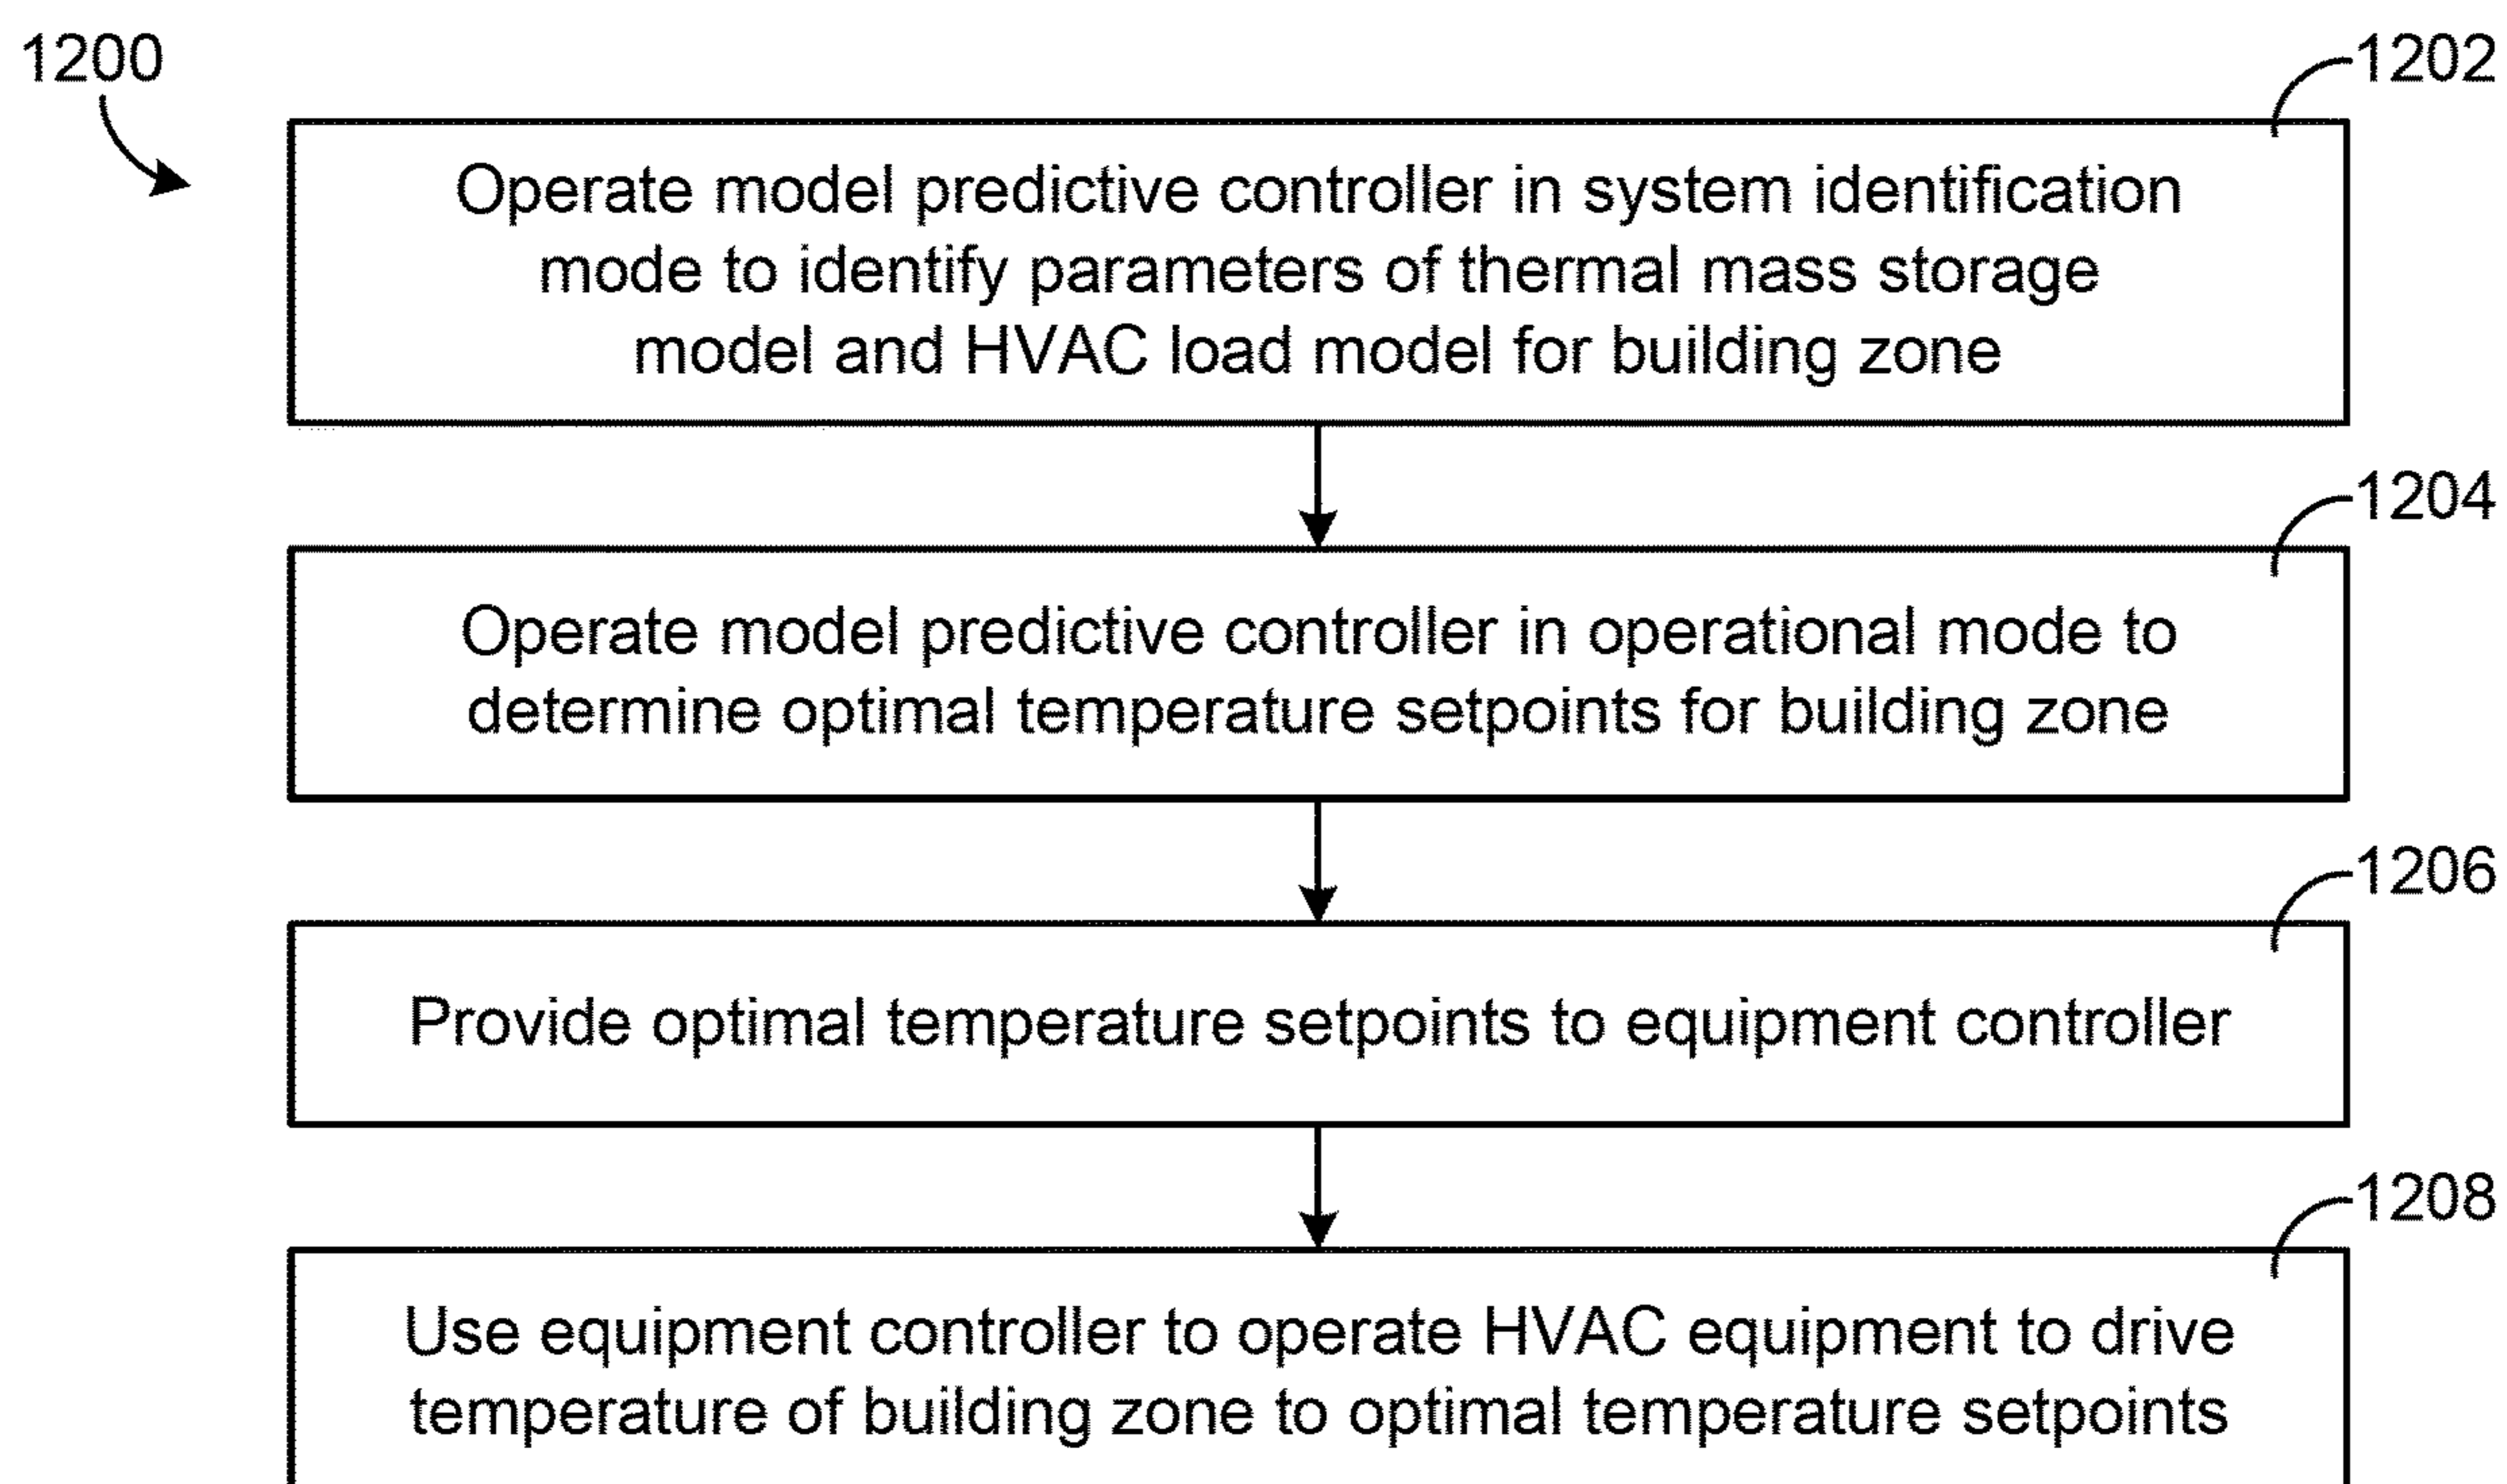 1200
1202
Operate model predictive controller in system identification
mode to identify parameters of thermal mass storage
model and HVAC load model for building zone
1204
Operate model predictive controller in operational mode to
determine optimal temperature setpoints for building zone
1206
Provide optimal temperature setpoints to equipment controller
1208
Use equipment controller to operate HVAC equipment to drive
temperature of building zone to optimal temperature setpoints